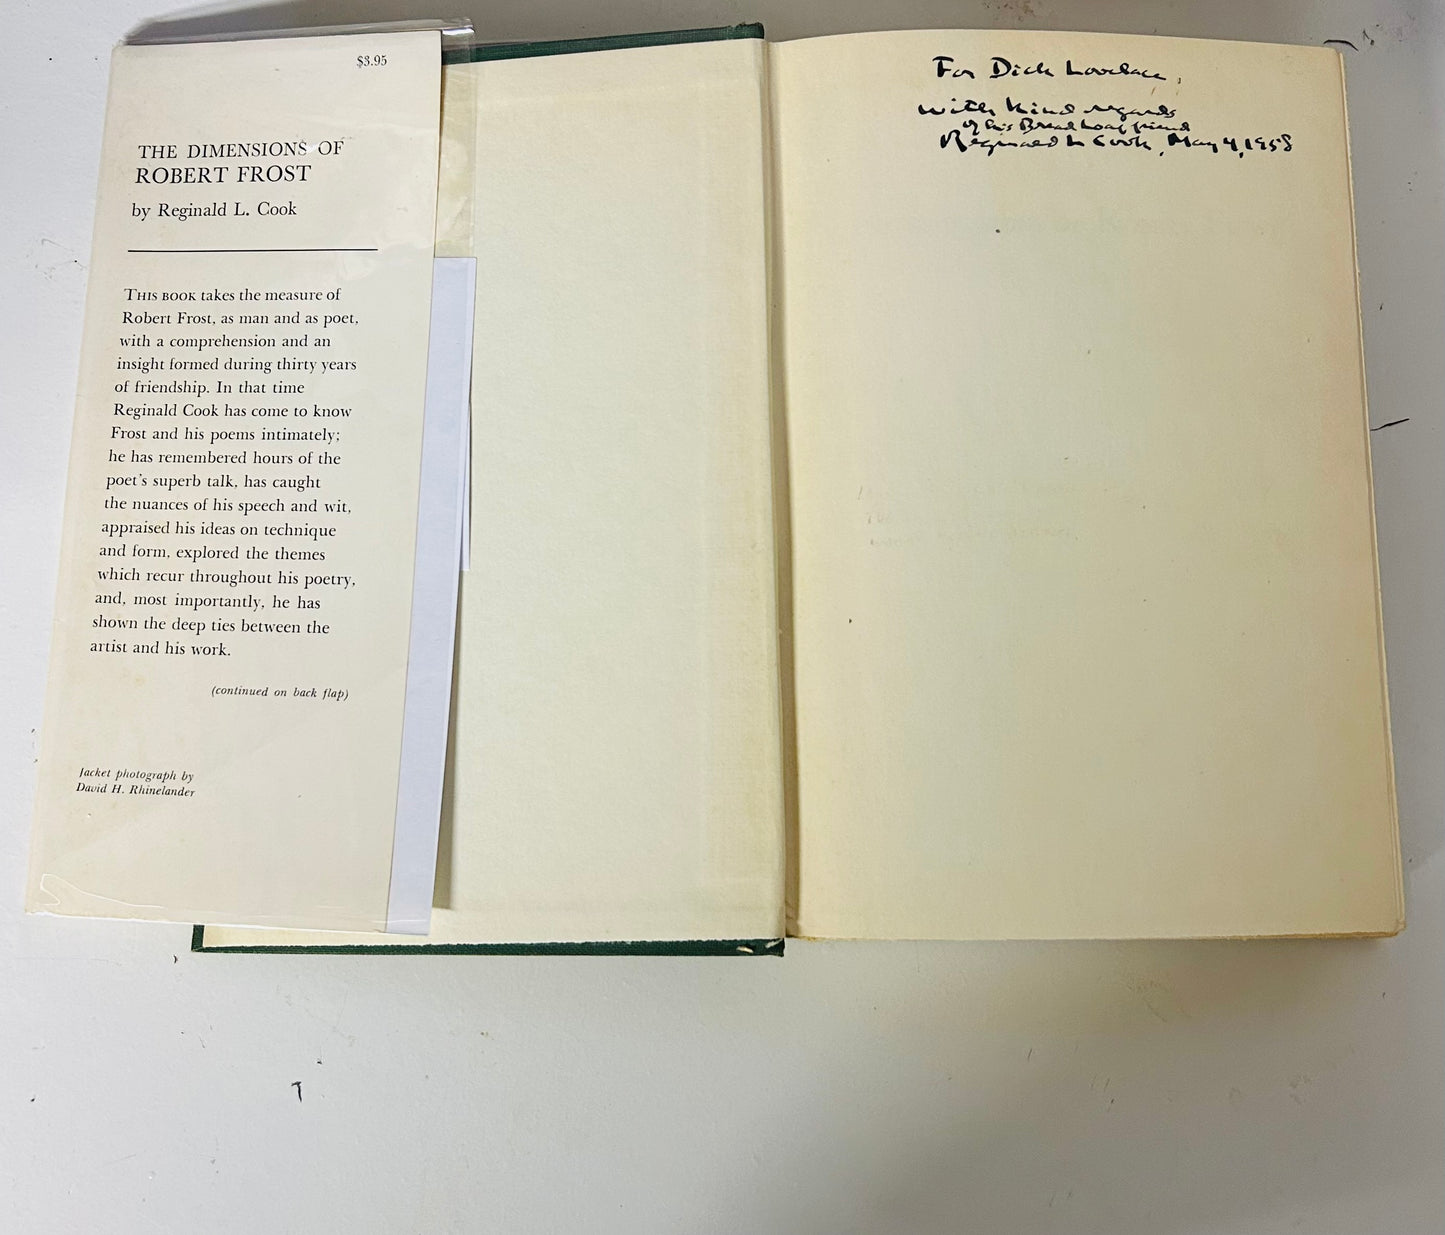 $3.95
THE DIMENSIONS OF
ROBERT FROST
by Reginald L. Cook
THIS BOOK takes the measure of
Robert Frost, as man and as poet,
with a comprehension and an
insight formed during thirty years
of friendship. In that time
Reginald Cook has come to know
Frost and his poems intimately;
he has remembered hours of the
poet's superb talk, has caught
the nuances of his speech and wit,
appraised his ideas on technique
and form, explored the themes
which recur throughout his poetry,
and, most importantly, he has
shown the deep ties between the
artist and his work.
(continued on back flap)
Jacket photograph by
David H. Rhinelander
For Dick Lovelace,
with kind regards
of his Bread Loaf friend
Reginald L Cook, May 4, 1958